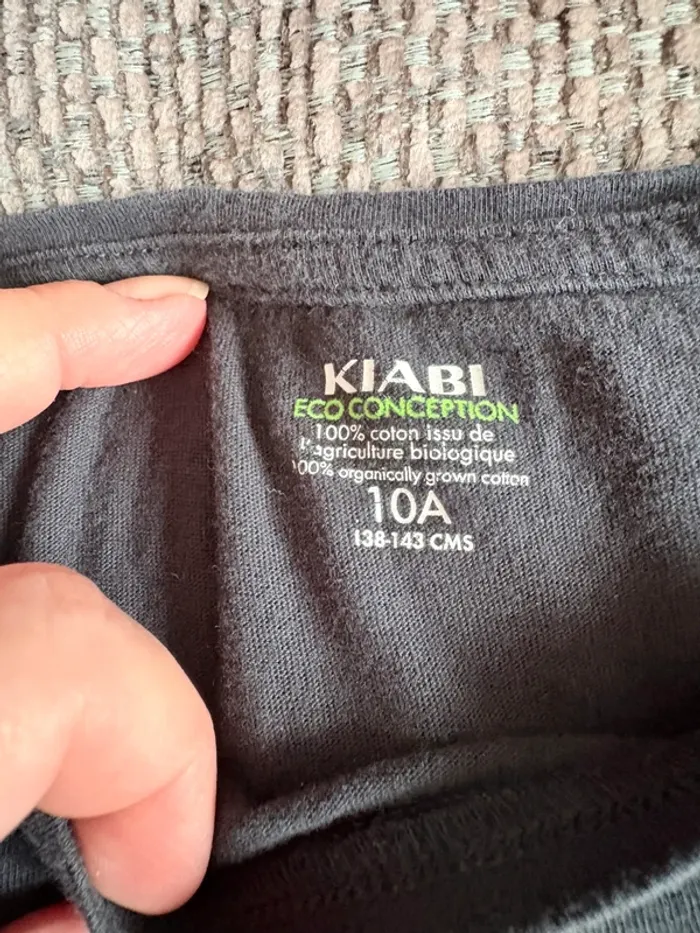 KIABI
ECO CONCEPTION
100% coton issu de
l'agriculture biologique
100% organically grown cotton
10A
138-143 CMS